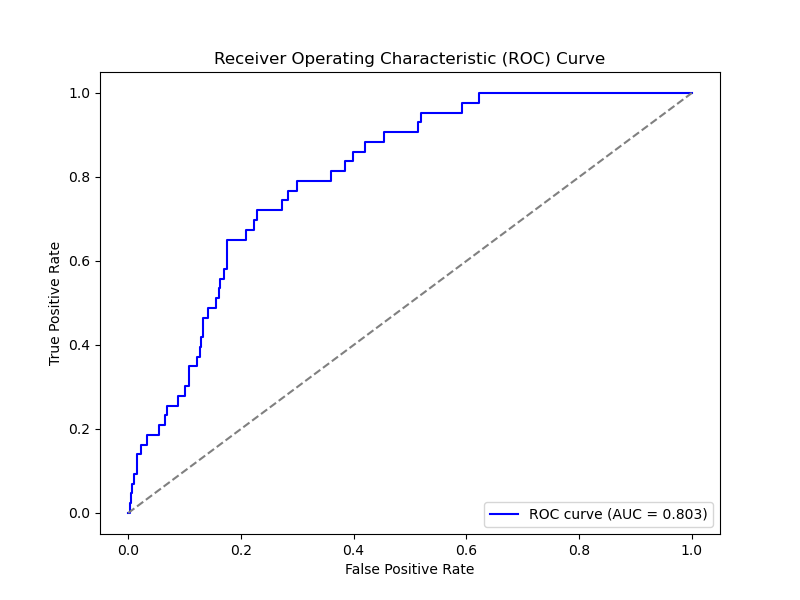 Receiver Operating Characteristic (ROC) Curve
True Positive Rate
1.0
0.8
0.6
0.4
0.2
0.0
ROC curve (AUC = 0.803)
0.0 0.2 0.4 0.6 0.8 1.0
False Positive Rate